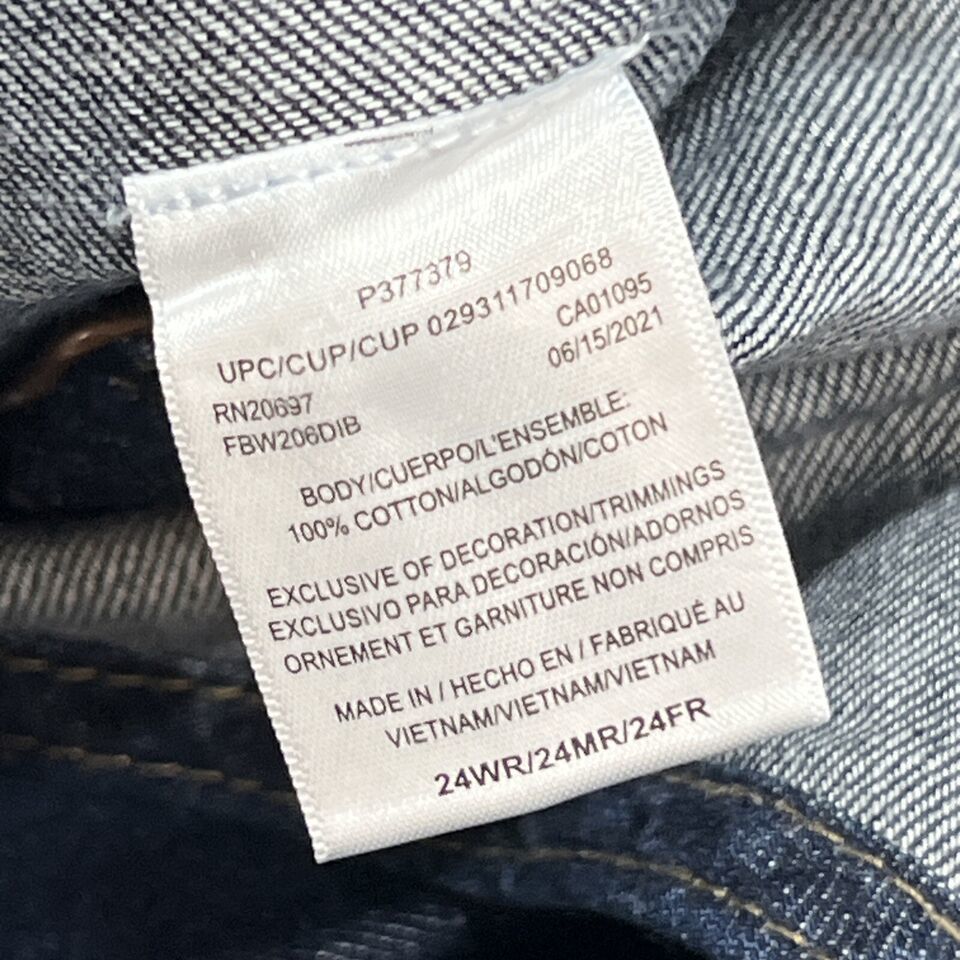 P377379
UPC/CUP/CUP 029311709068
RN20697 CA01095
FBW206DIB 06/15/2021
BODY/CUERPO/L'ENSEMBLE:
100% COTTON/ALGODÓN/COTON
EXCLUSIVE OF DECORATION/TRIMMINGS
EXCLUSIVO PARA DECORACIÓN/ADORNOS
ORNEMENT ET GARNITURE NON COMPRIS
MADE IN / HECHO EN / FABRIQUÉ AU
VIETNAM/VIETNAM/VIETNAM
24WR/24MR/24FR